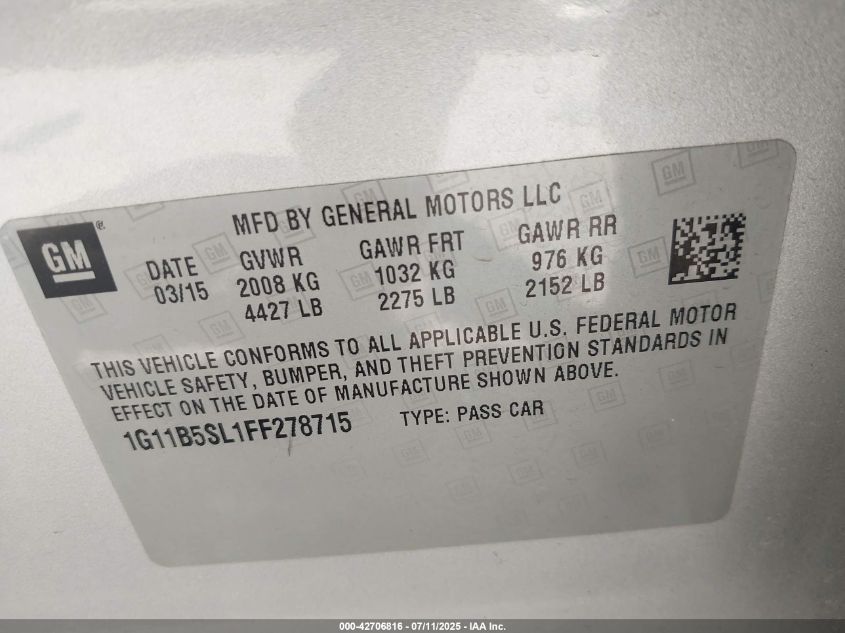 GM®
MFD BY GENERAL MOTORS LLC
DATE GVWR GAWR FRT GAWR RR
03/15 2008 KG 1032 KG 976 KG
4427 LB 2275 LB 2152 LB
THIS VEHICLE CONFORMS TO ALL APPLICABLE U.S. FEDERAL MOTOR
VEHICLE SAFETY, BUMPER, AND THEFT PREVENTION STANDARDS IN
EFFECT ON THE DATE OF MANUFACTURE SHOWN ABOVE.
1G11B5SL1FF278715 TYPE: PASS CAR
000-42706816 - 07/11/2025 - IAA Inc.